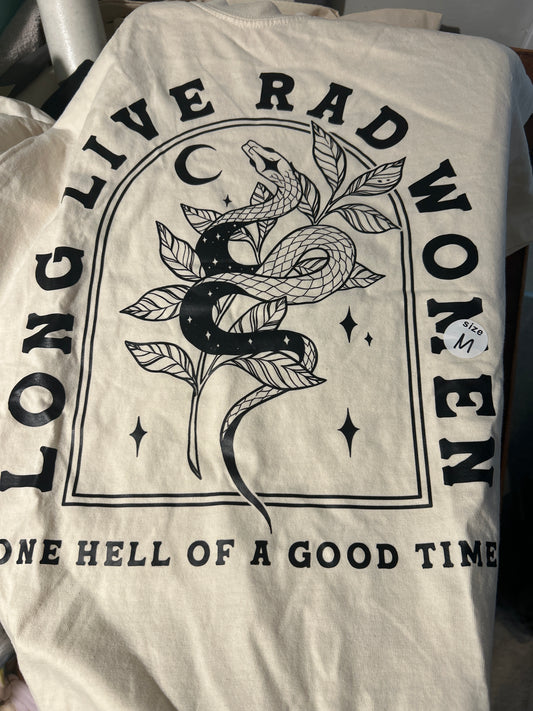 LONG LIVE RAD WOMEN
size
M
ONE HELL OF A GOOD TIME